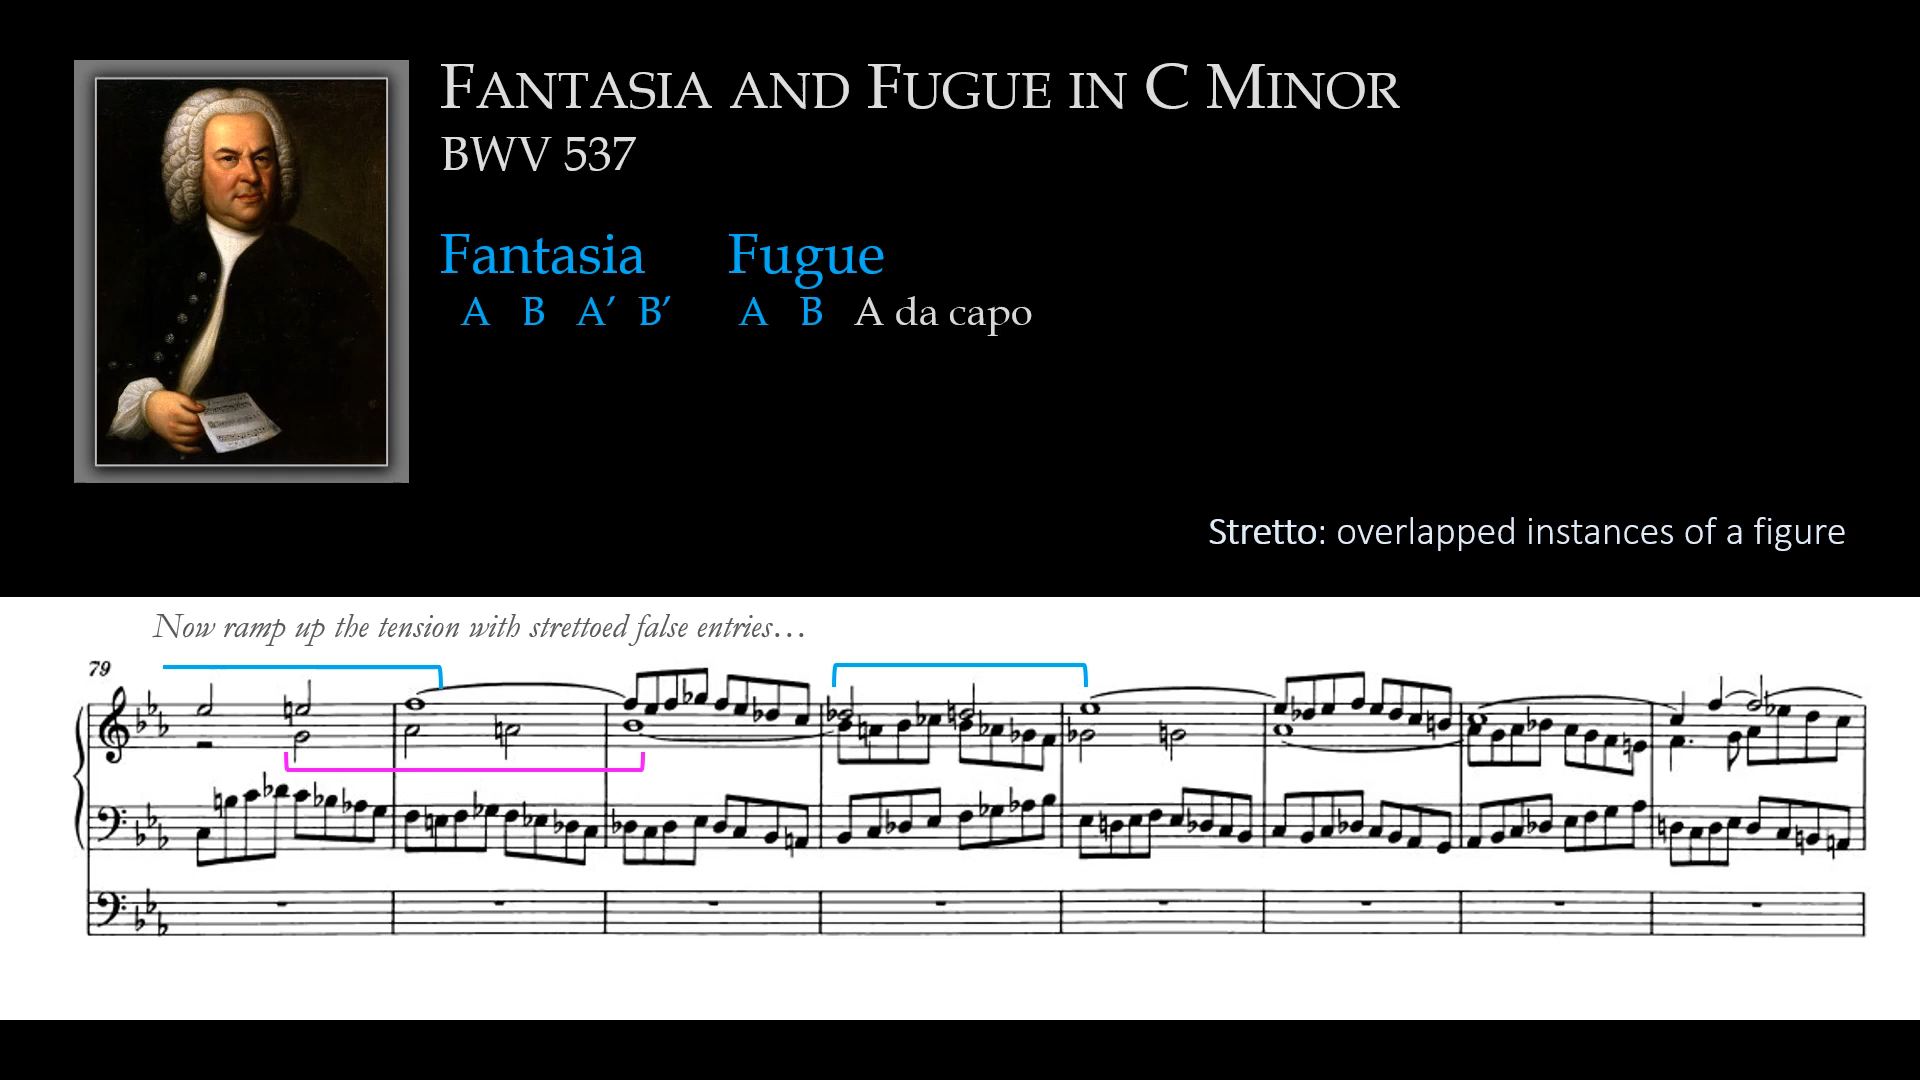 FANTASIA AND FUGUE IN C MINOR
BWV 537
Fantasia Fugue
A B A′ B′ A B A da capo
Stretto: overlapped instances of a figure
Now ramp up the tension with strettoed false entries…
79